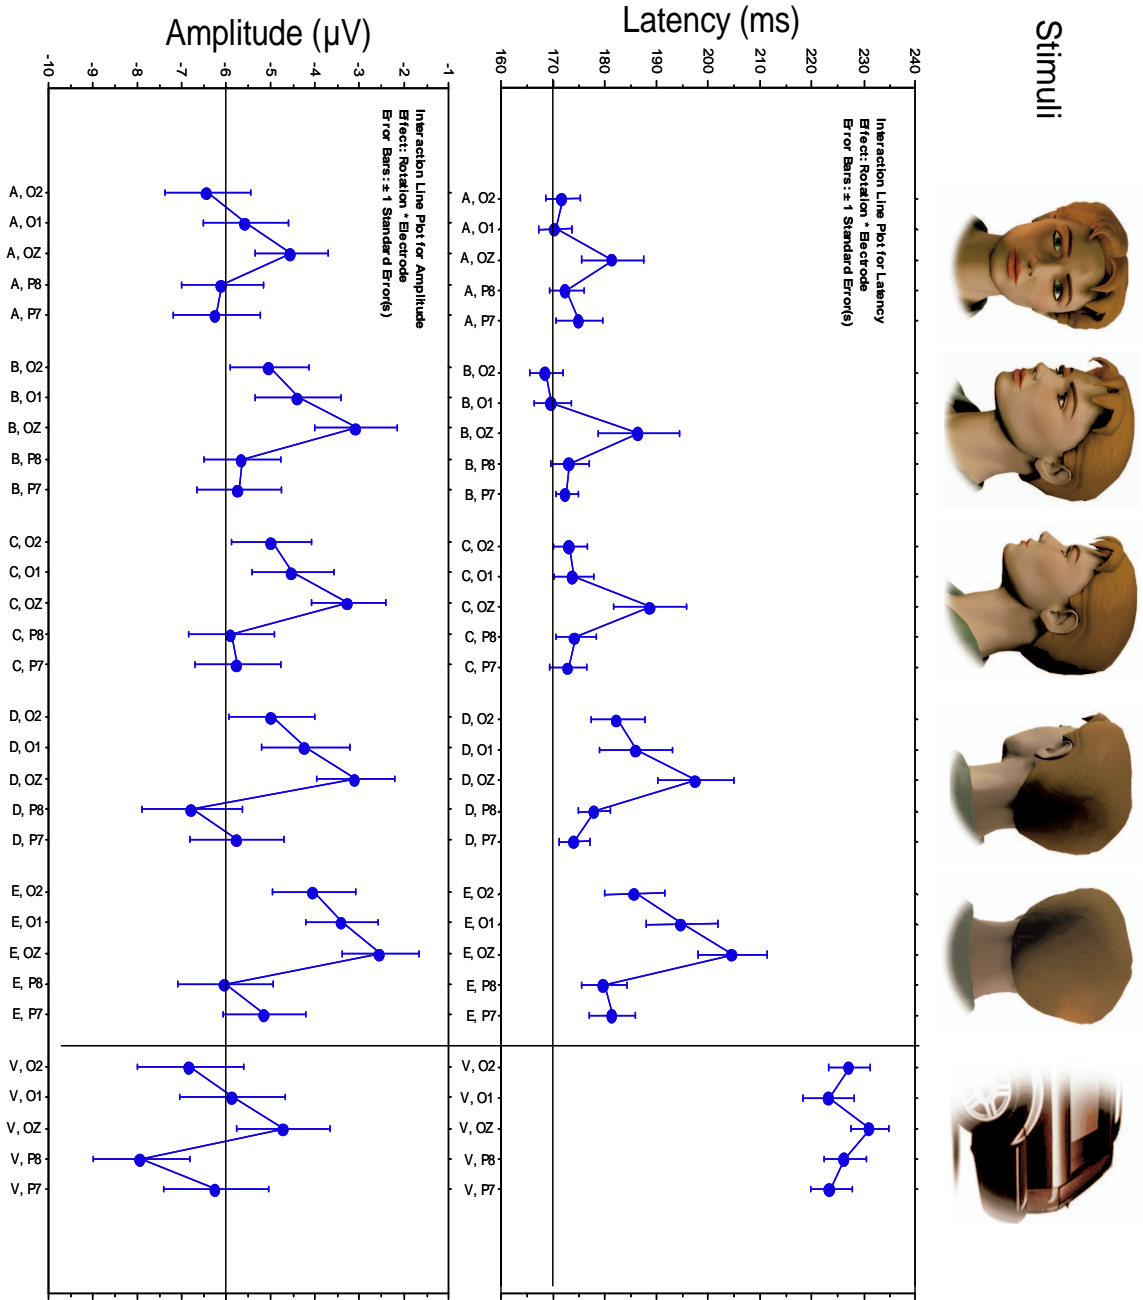 Stimuli
Latency (ms)
160
170
180
190
200
210
220
230
240
Interaction Line Plot for Latency
Effect: Rotation * Electrode
Error Bars: ± 1 Standard Error(s)
A, O2
A, O1
A, OZ
A, P8
A, P7
B, O2
B, O1
B, OZ
B, P8
B, P7
C, O2
C, O1
C, OZ
C, P8
C, P7
D, O2
D, O1
D, OZ
D, P8
D, P7
E, O2
E, O1
E, OZ
E, P8
E, P7
V, O2
V, O1
V, OZ
V, P8
V, P7
Amplitude (µV)
-10
-9
-8
-7
-6
-5
-4
-3
-2
-1
Interaction Line Plot for Amplitude
Effect: Rotation * Electrode
Error Bars: ± 1 Standard Error(s)
A, O2
A, O1
A, OZ
A, P8
A, P7
B, O2
B, O1
B, OZ
B, P8
B, P7
C, O2
C, O1
C, OZ
C, P8
C, P7
D, O2
D, O1
D, OZ
D, P8
D, P7
E, O2
E, O1
E, OZ
E, P8
E, P7
V, O2
V, O1
V, OZ
V, P8
V, P7